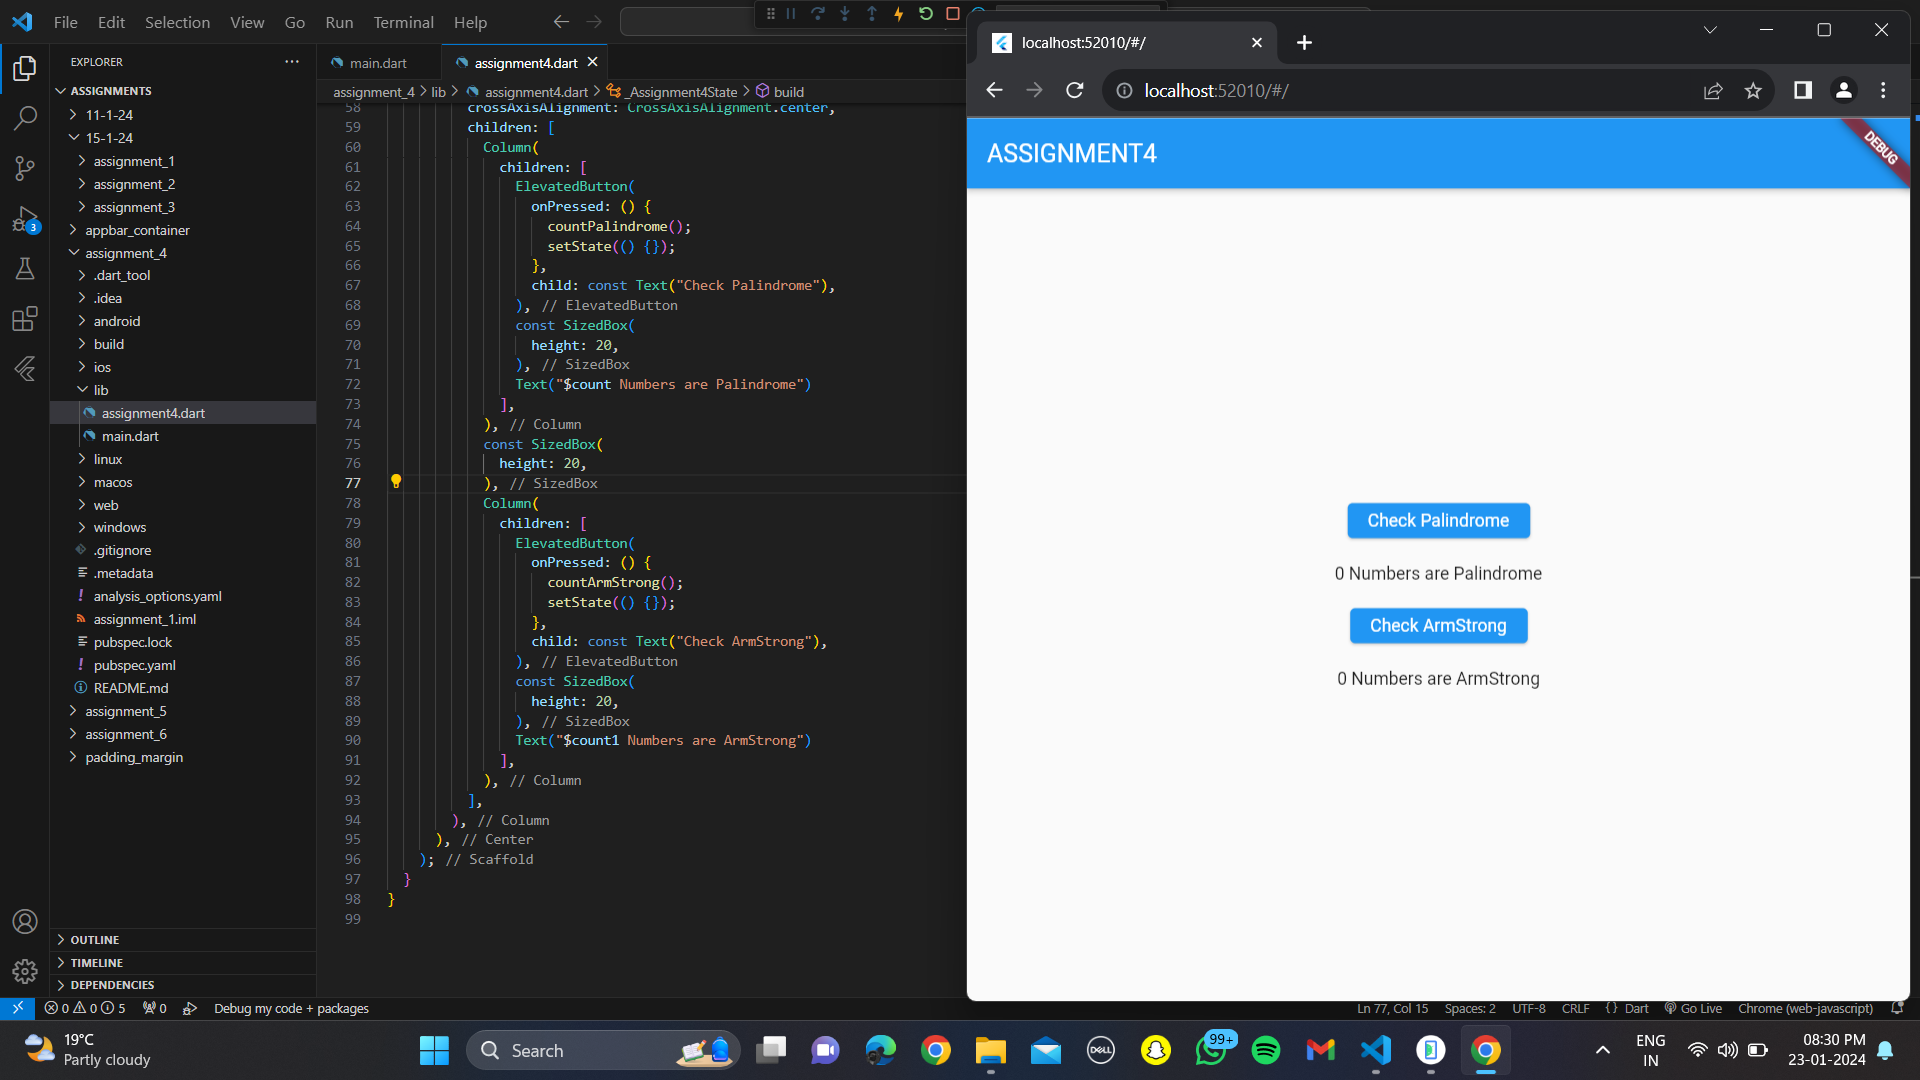 File Edit Selection View Go Run Terminal Help
EXPLORER
ASSIGNMENTS
11-1-24
15-1-24
assignment_1
assignment_2
assignment_3
appbar_container
assignment_4
.dart_tool
.idea
android
build
ios
lib
assignment4.dart
main.dart
linux
macos
web
windows
.gitignore
.metadata
analysis_options.yaml
assignment_1.iml
pubspec.lock
pubspec.yaml
README.md
assignment_5
assignment_6
padding_margin
OUTLINE
TIMELINE
DEPENDENCIES
3
main.dart assignment4.dart
assignment_4 > lib > assignment4.dart > _Assignment4State > build
58 crossAxisAlignment: CrossAxisAlignment.center,
59 children: [
60 Column(
61 children: [
62 ElevatedButton(
63 onPressed: () {
64 countPalindrome();
65 setState(() {});
66 },
67 child: const Text("Check Palindrome"),
68 ), // ElevatedButton
69 const SizedBox(
70 height: 20,
71 ), // SizedBox
72 Text("$count Numbers are Palindrome")
73 ],
74 ), // Column
75 const SizedBox(
76 height: 20,
77 ), // SizedBox
78 Column(
79 children: [
80 ElevatedButton(
81 onPressed: () {
82 countArmStrong();
83 setState(() {});
84 },
85 child: const Text("Check ArmStrong"),
86 ), // ElevatedButton
87 const SizedBox(
88 height: 20,
89 ), // SizedBox
90 Text("$count1 Numbers are ArmStrong")
91 ],
92 ), // Column
93 ],
94 ), // Column
95 ), // Center
96 ); // Scaffold
97 }
98 }
99
localhost:52010/#/
localhost:52010/#/
ASSIGNMENT4
DEBUG
Check Palindrome
0 Numbers are Palindrome
Check ArmStrong
0 Numbers are ArmStrong
0 0 5 0 Debug my code + packages
Ln 77, Col 15 Spaces: 2 UTF-8 CRLF {} Dart Go Live Chrome (web-javascript)
19°C
Partly cloudy
Search
DELL
99+
ENG
IN
08:30 PM
23-01-2024